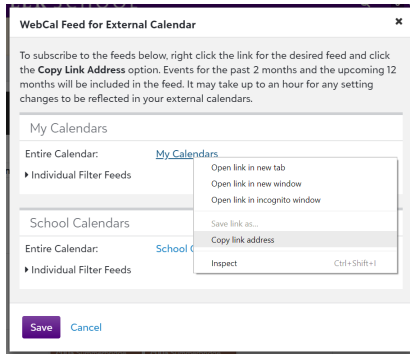 WebCal Feed for External Calendar ×
To subscribe to the feeds below, right click the link for the desired feed and click
the Copy Link Address option. Events for the past 2 months and the upcoming 12
months will be included in the feed. It may take up to an hour for any setting
changes to be reflected in your external calendars.
My Calendars
Entire Calendar: My Calendars
Individual Filter Feeds
Open link in new tab
Open link in new window
Open link in incognito window
Save link as...
Copy link address
Inspect Ctrl+Shift+I
School Calendars
Entire Calendar: School
Individual Filter Feeds
Save Cancel